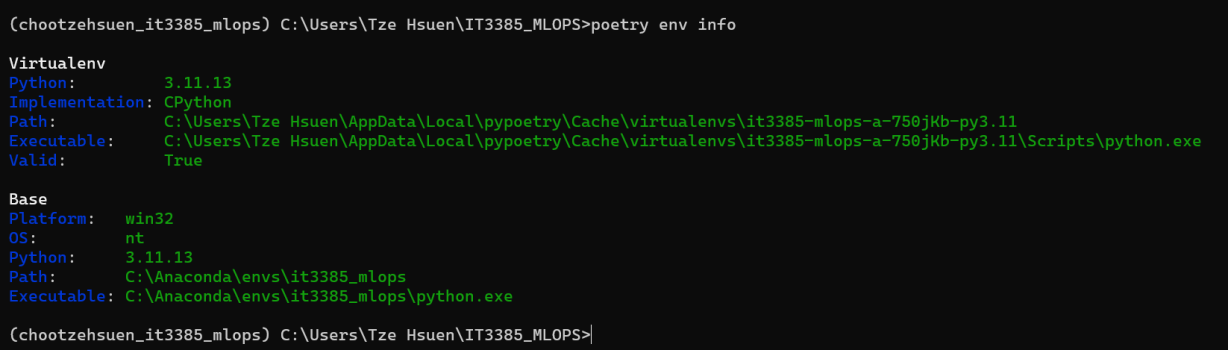 (chootzehsuen_it3385_mlops) C:\Users\Tze Hsuen\IT3385_MLOPS>poetry env info
Virtualenv
Python: 3.11.13
Implementation: CPython
Path: C:\Users\Tze Hsuen\AppData\Local\pypoetry\Cache\virtualenvs\it3385-mlops-a-750jKb-py3.11
Executable: C:\Users\Tze Hsuen\AppData\Local\pypoetry\Cache\virtualenvs\it3385-mlops-a-750jKb-py3.11\Scripts\python.exe
Valid: True
Base
Platform: win32
OS: nt
Python: 3.11.13
Path: C:\Anaconda\envs\it3385_mlops
Executable: C:\Anaconda\envs\it3385_mlops\python.exe
(chootzehsuen_it3385_mlops) C:\Users\Tze Hsuen\IT3385_MLOPS>